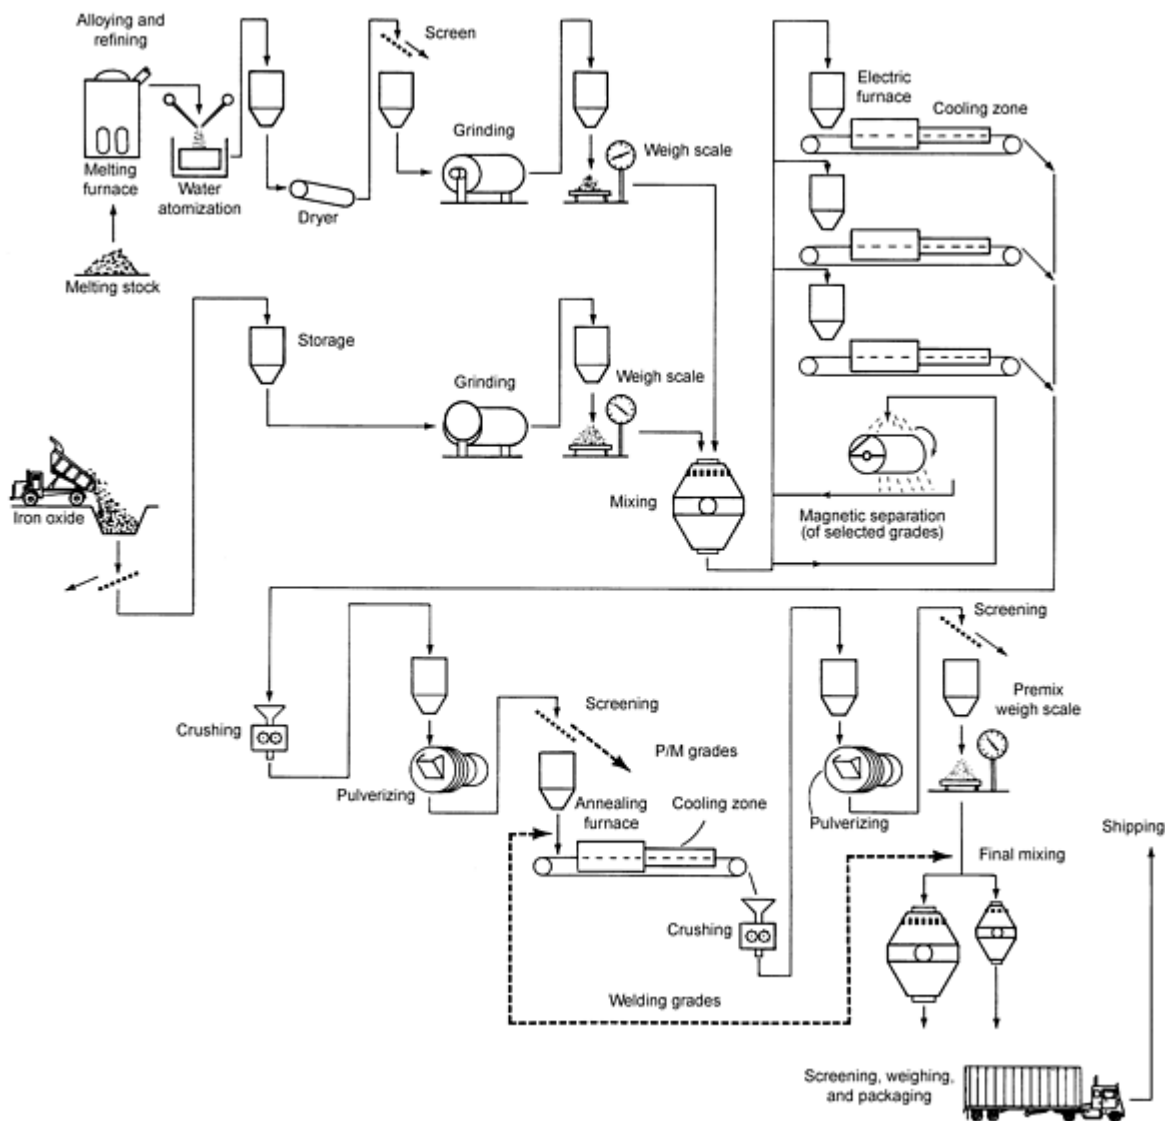 Alloying and
refining
Screen
Melting
furnace
Water
atomization
Dryer
Grinding
Weigh scale
Electric
furnace
Cooling zone
Melting stock
Storage
Grinding
Weigh scale
Iron oxide
Mixing
Magnetic separation
(of selected grades)
Crushing
Pulverizing
Screening
P/M grades
Annealing
furnace
Cooling zone
Crushing
Welding grades
Screening
Premix
weigh scale
Pulverizing
Final mixing
Shipping
Screening, weighing,
and packaging